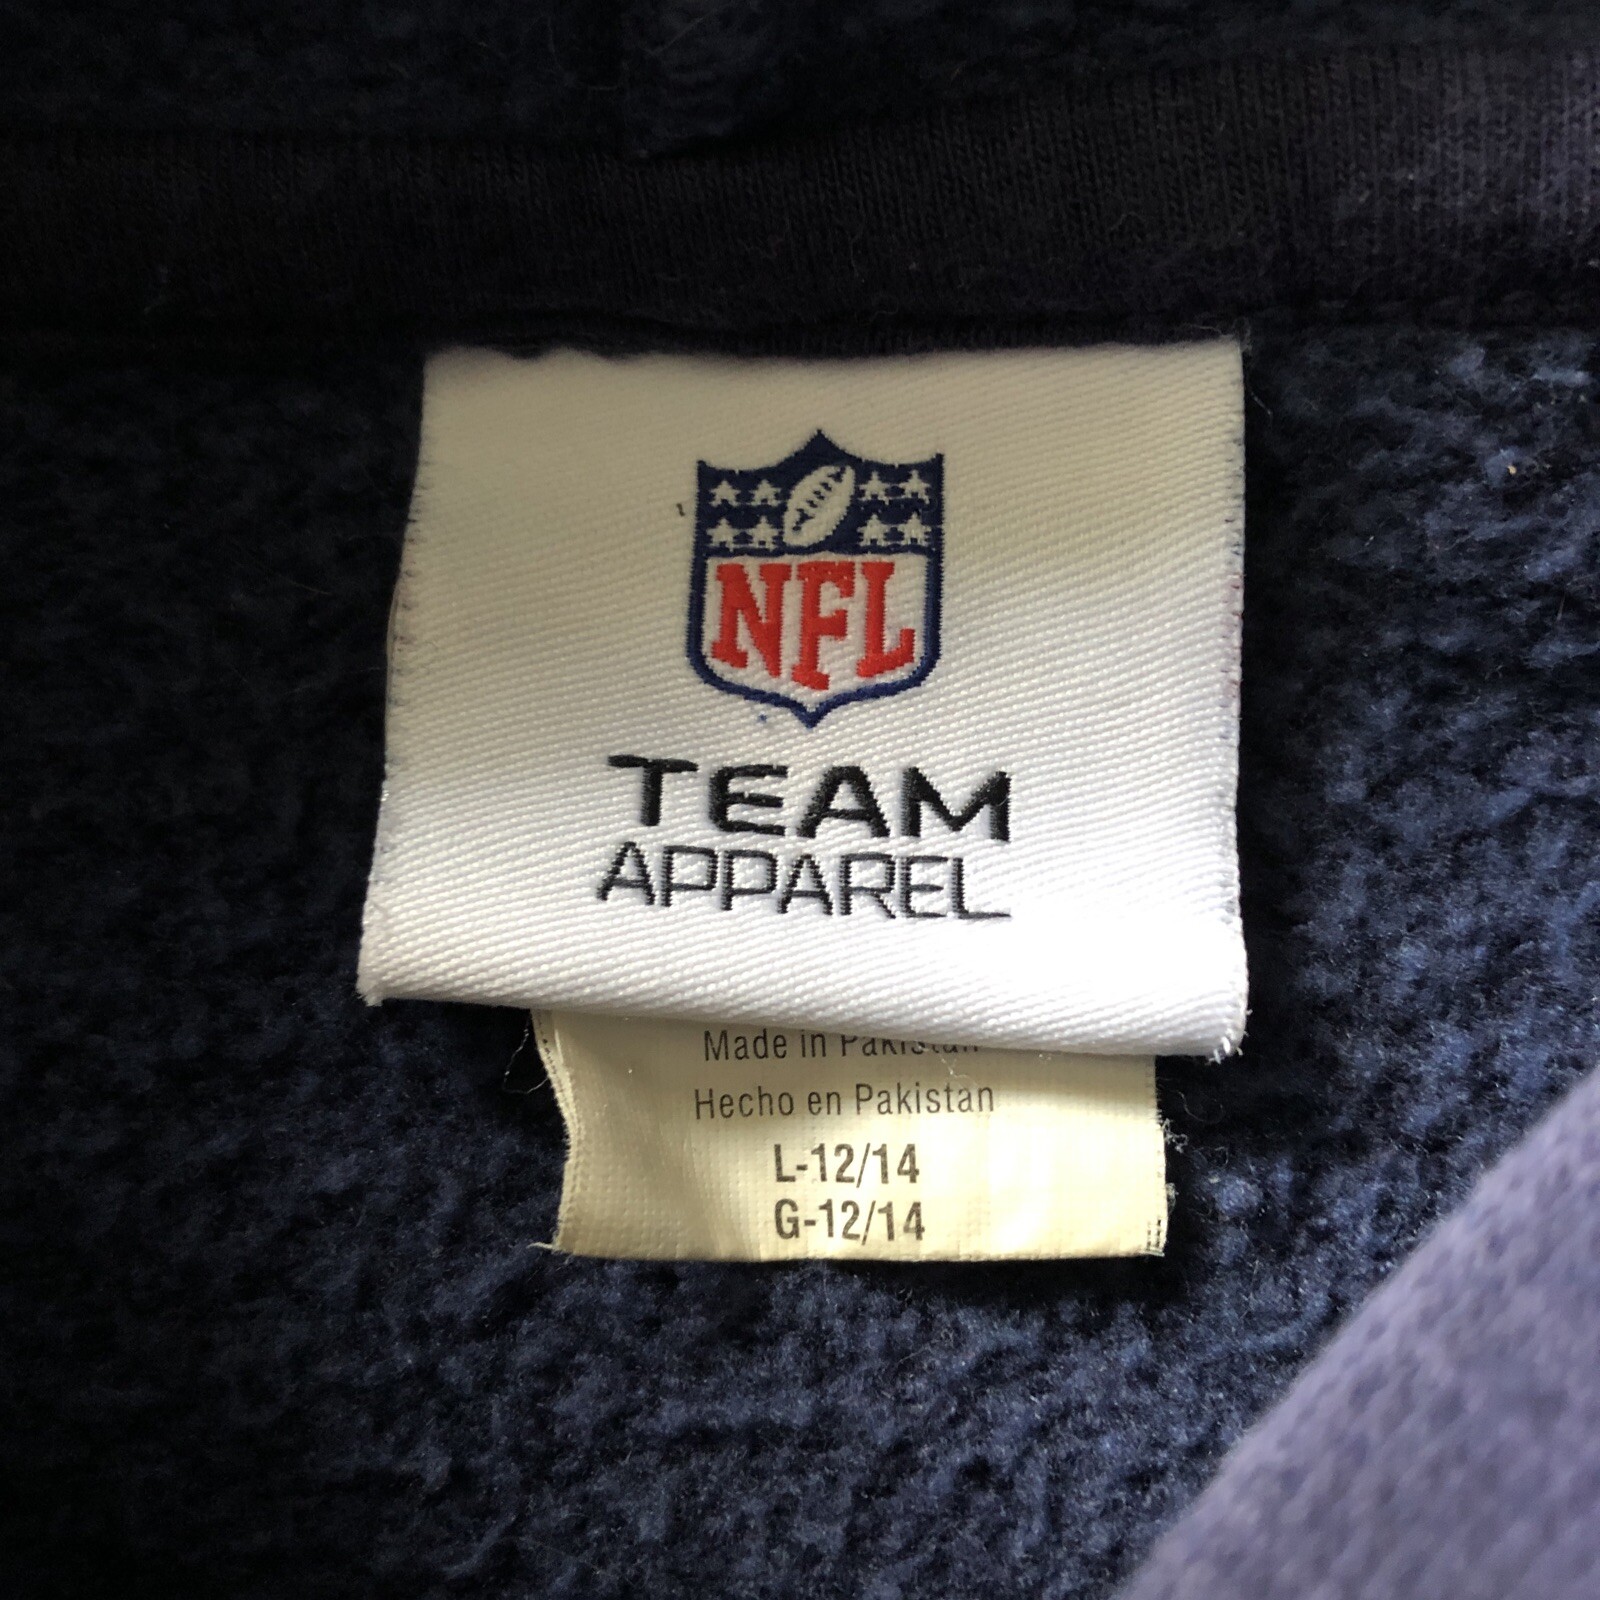 NFL
TEAM
APPAREL
Made in Pakistan
Hecho en Pakistan
L-12/14
G-12/14